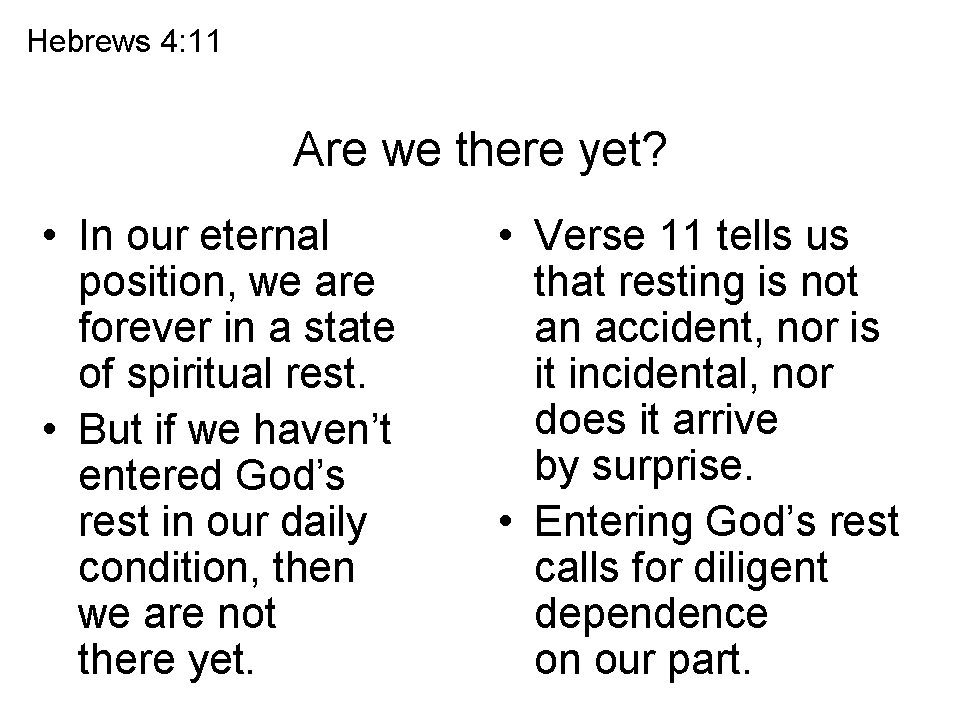 Hebrews 4:11
Are we there yet?
• In our eternal
position, we are
forever in a state
of spiritual rest.
• But if we haven’t
entered God’s
rest in our daily
condition, then
we are not
there yet.
• Verse 11 tells us
that resting is not
an accident, nor is
it incidental, nor
does it arrive
by surprise.
• Entering God’s rest
calls for diligent
dependence
on our part.